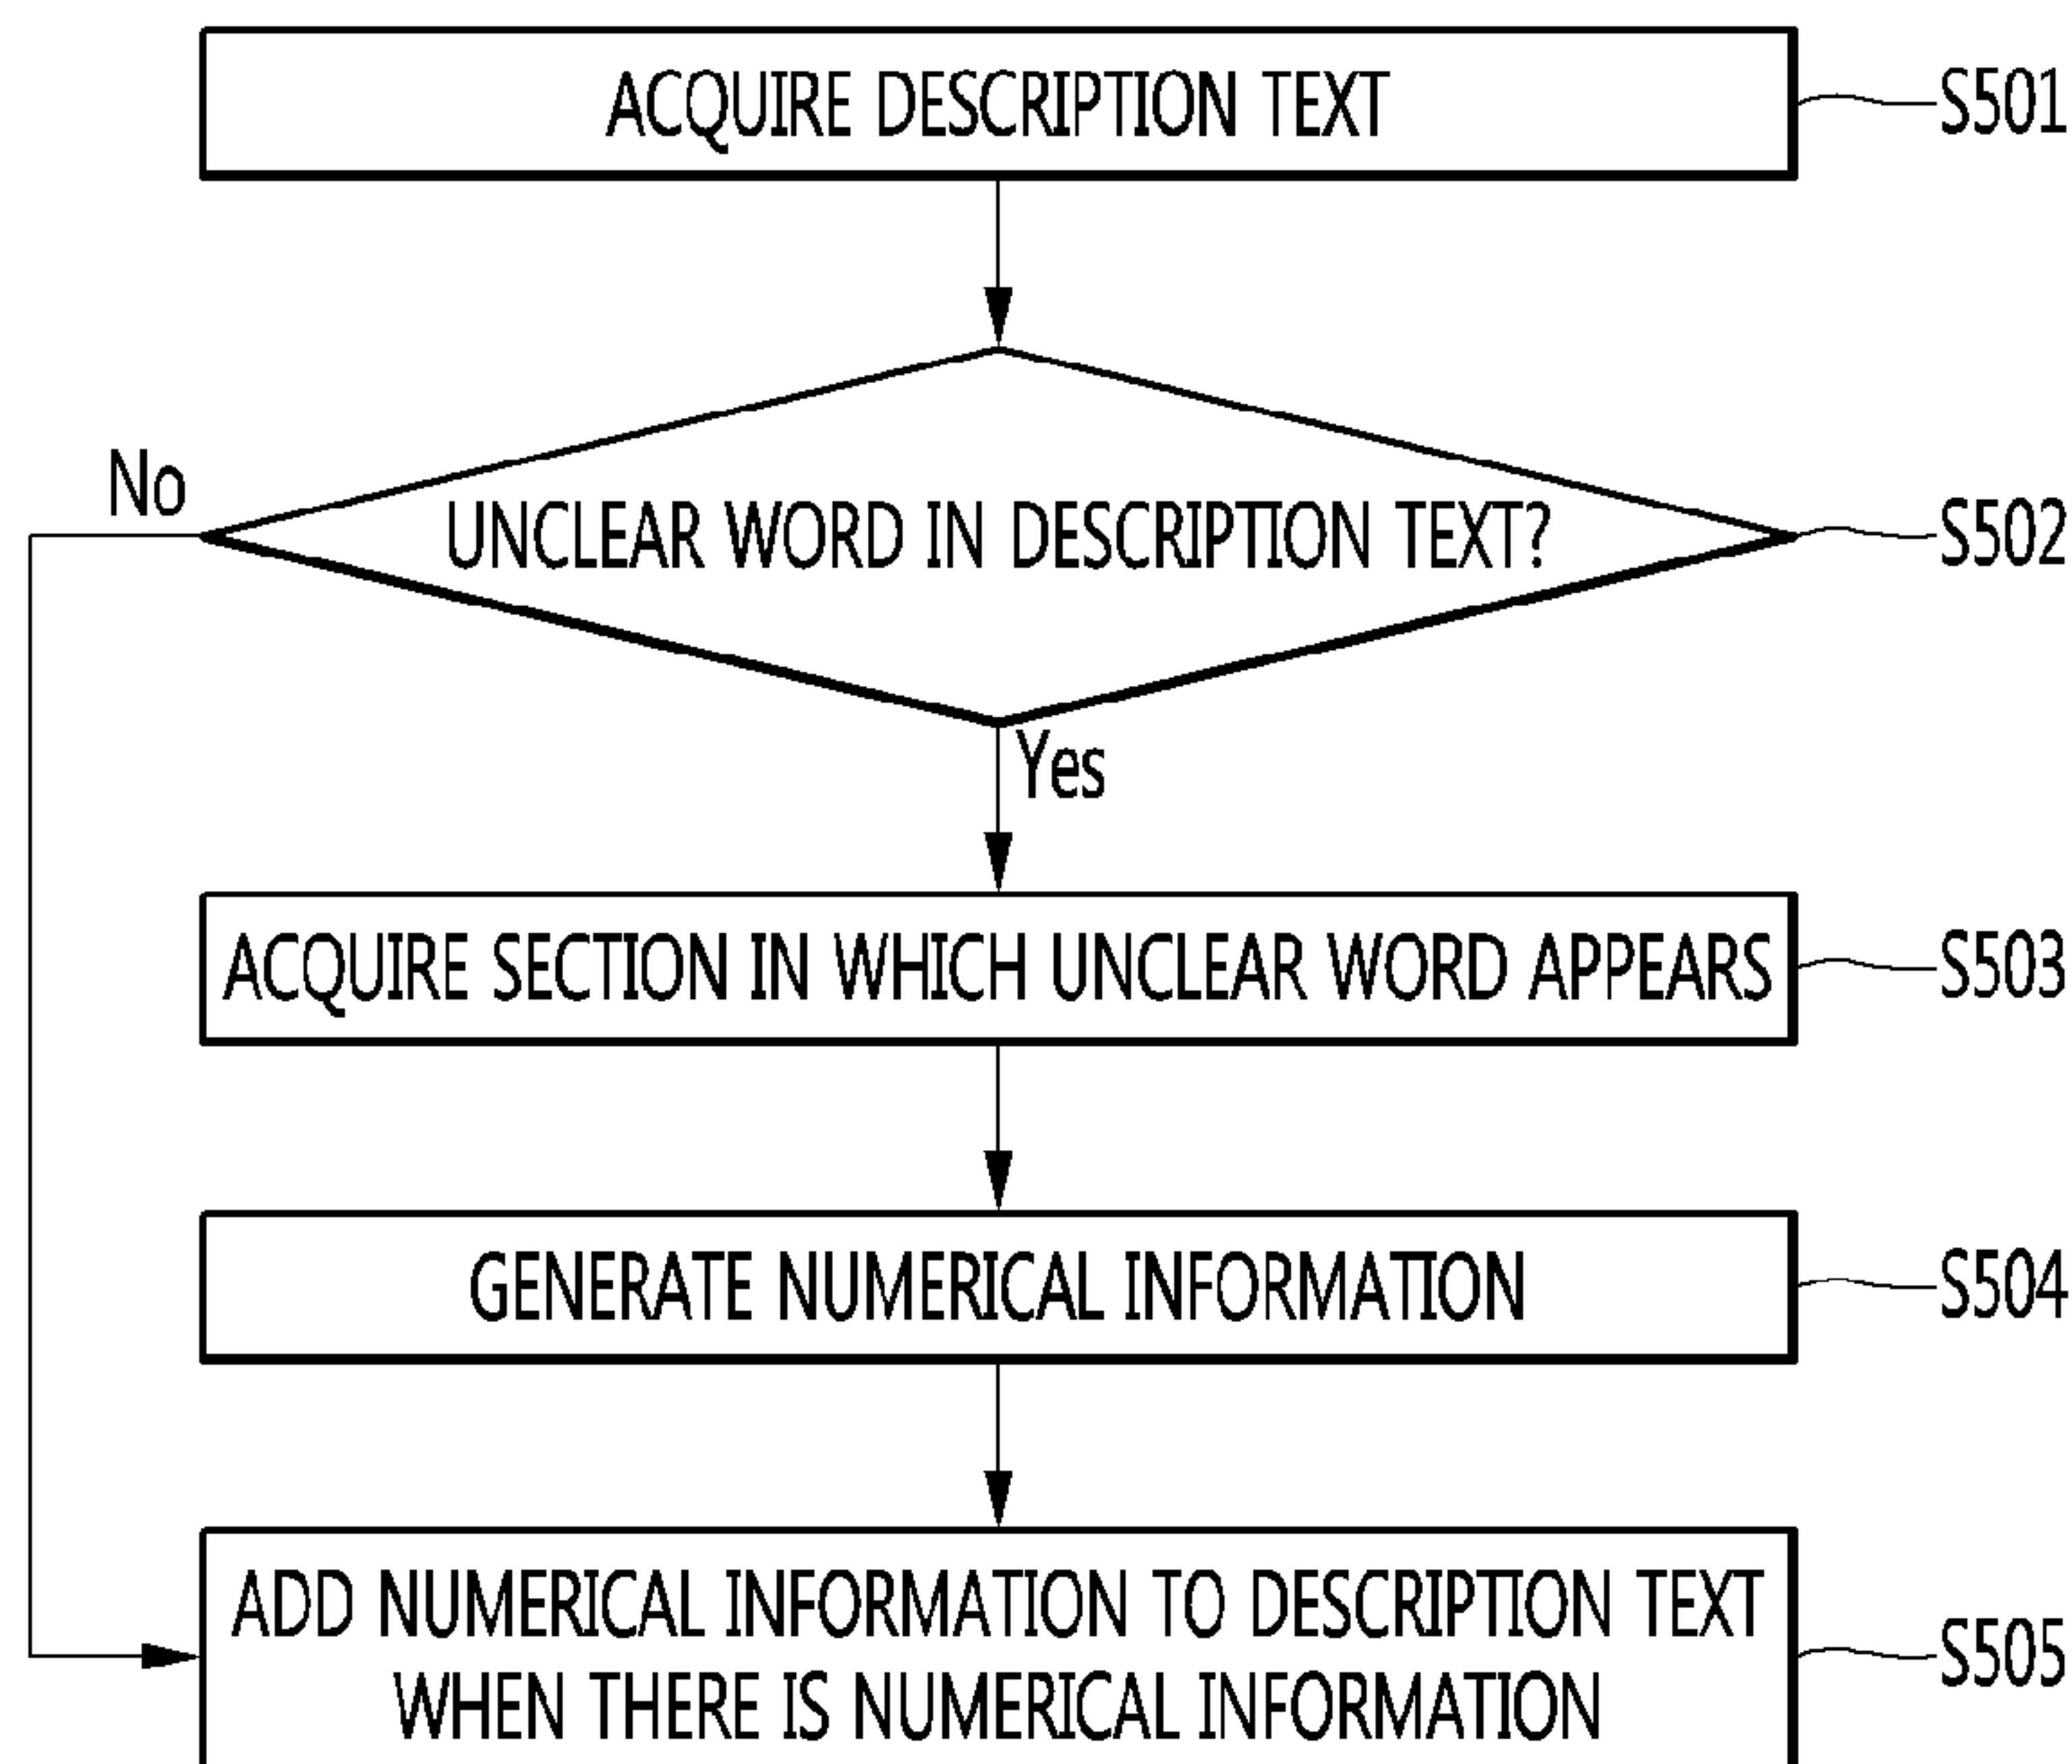 ACQUIRE DESCRIPTION TEXT
S501
No
UNCLEAR WORD IN DESCRIPTION TEXT?
S502
Yes
ACQUIRE SECTION IN WHICH UNCLEAR WORD APPEARS
S503
GENERATE NUMERICAL INFORMATION
S504
ADD NUMERICAL INFORMATION TO DESCRIPTION TEXT
WHEN THERE IS NUMERICAL INFORMATION
S505